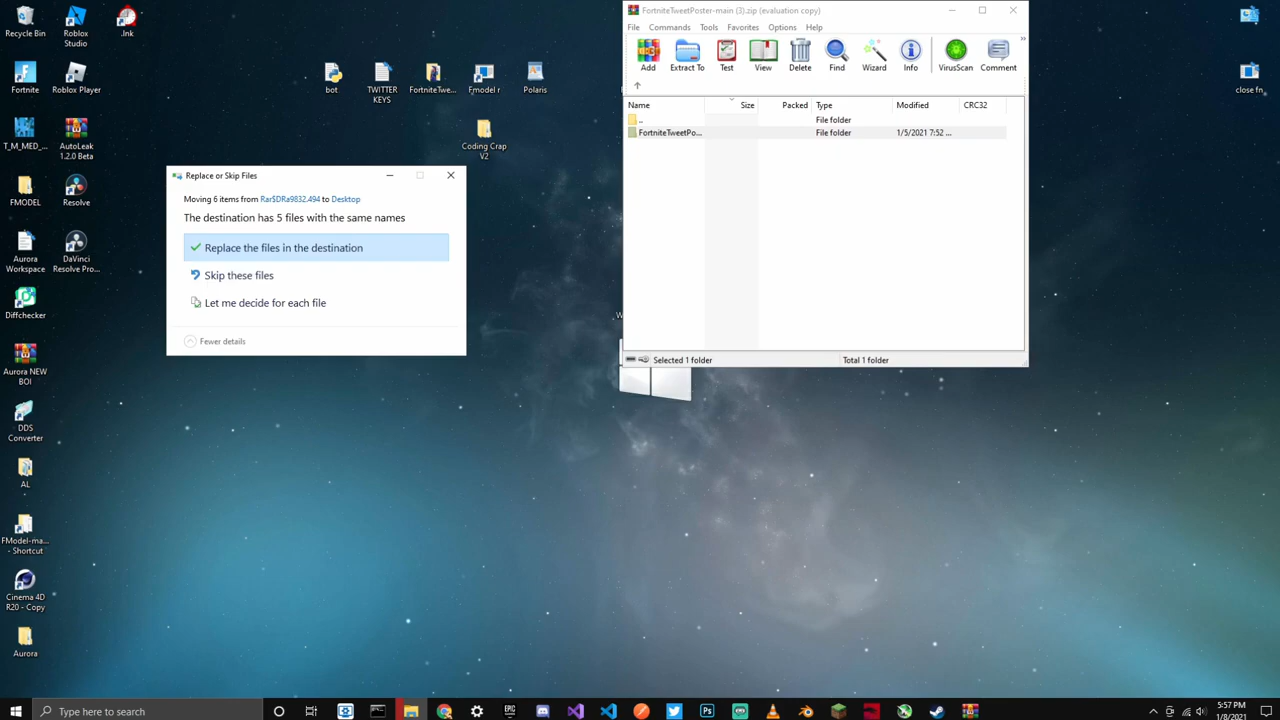 Recycle Bin
Roblox
Studio
.lnk
Fortnite
Roblox Player
bot
TWITTER
KEYS
FortniteTwe...
Fmodel r
Polaris
T_M_MED_...
AutoLeak
1.2.0 Beta
Coding Crap
V2
FMODEL
Resolve
Aurora
Workspace
DaVinci
Resolve Pro...
Diffchecker
Aurora NEW
BOI
DDS
Converter
AL
FModel-ma...
- Shortcut
Cinema 4D
R20 - Copy
Aurora
close fn
Replace or Skip Files
Moving 6 items from Rar$DRa9832.494 to Desktop
The destination has 5 files with the same names
Replace the files in the destination
Skip these files
Let me decide for each file
Fewer details
FortniteTweetPoster-main (3).zip (evaluation copy)
File Commands Tools Favorites Options Help
Add Extract To Test View Delete Find Wizard Info VirusScan Comment
Name Size Packed Type Modified CRC32
.. File folder
FortniteTweetPo... File folder 1/5/2021 7:52 ...
Selected 1 folder Total 1 folder
Type here to search
5:57 PM
1/8/2021